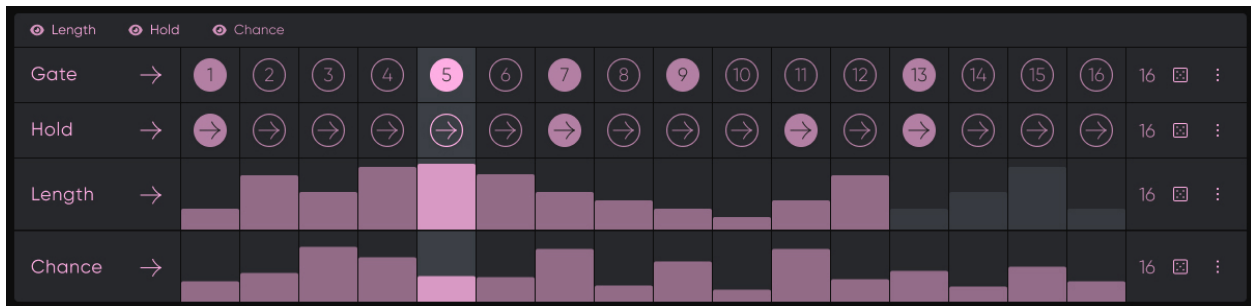 Length Hold Chance
Gate 1 2 3 4 5 6 7 8 9 10 11 12 13 14 15 16 16
Hold 16
Length 16
Chance 16